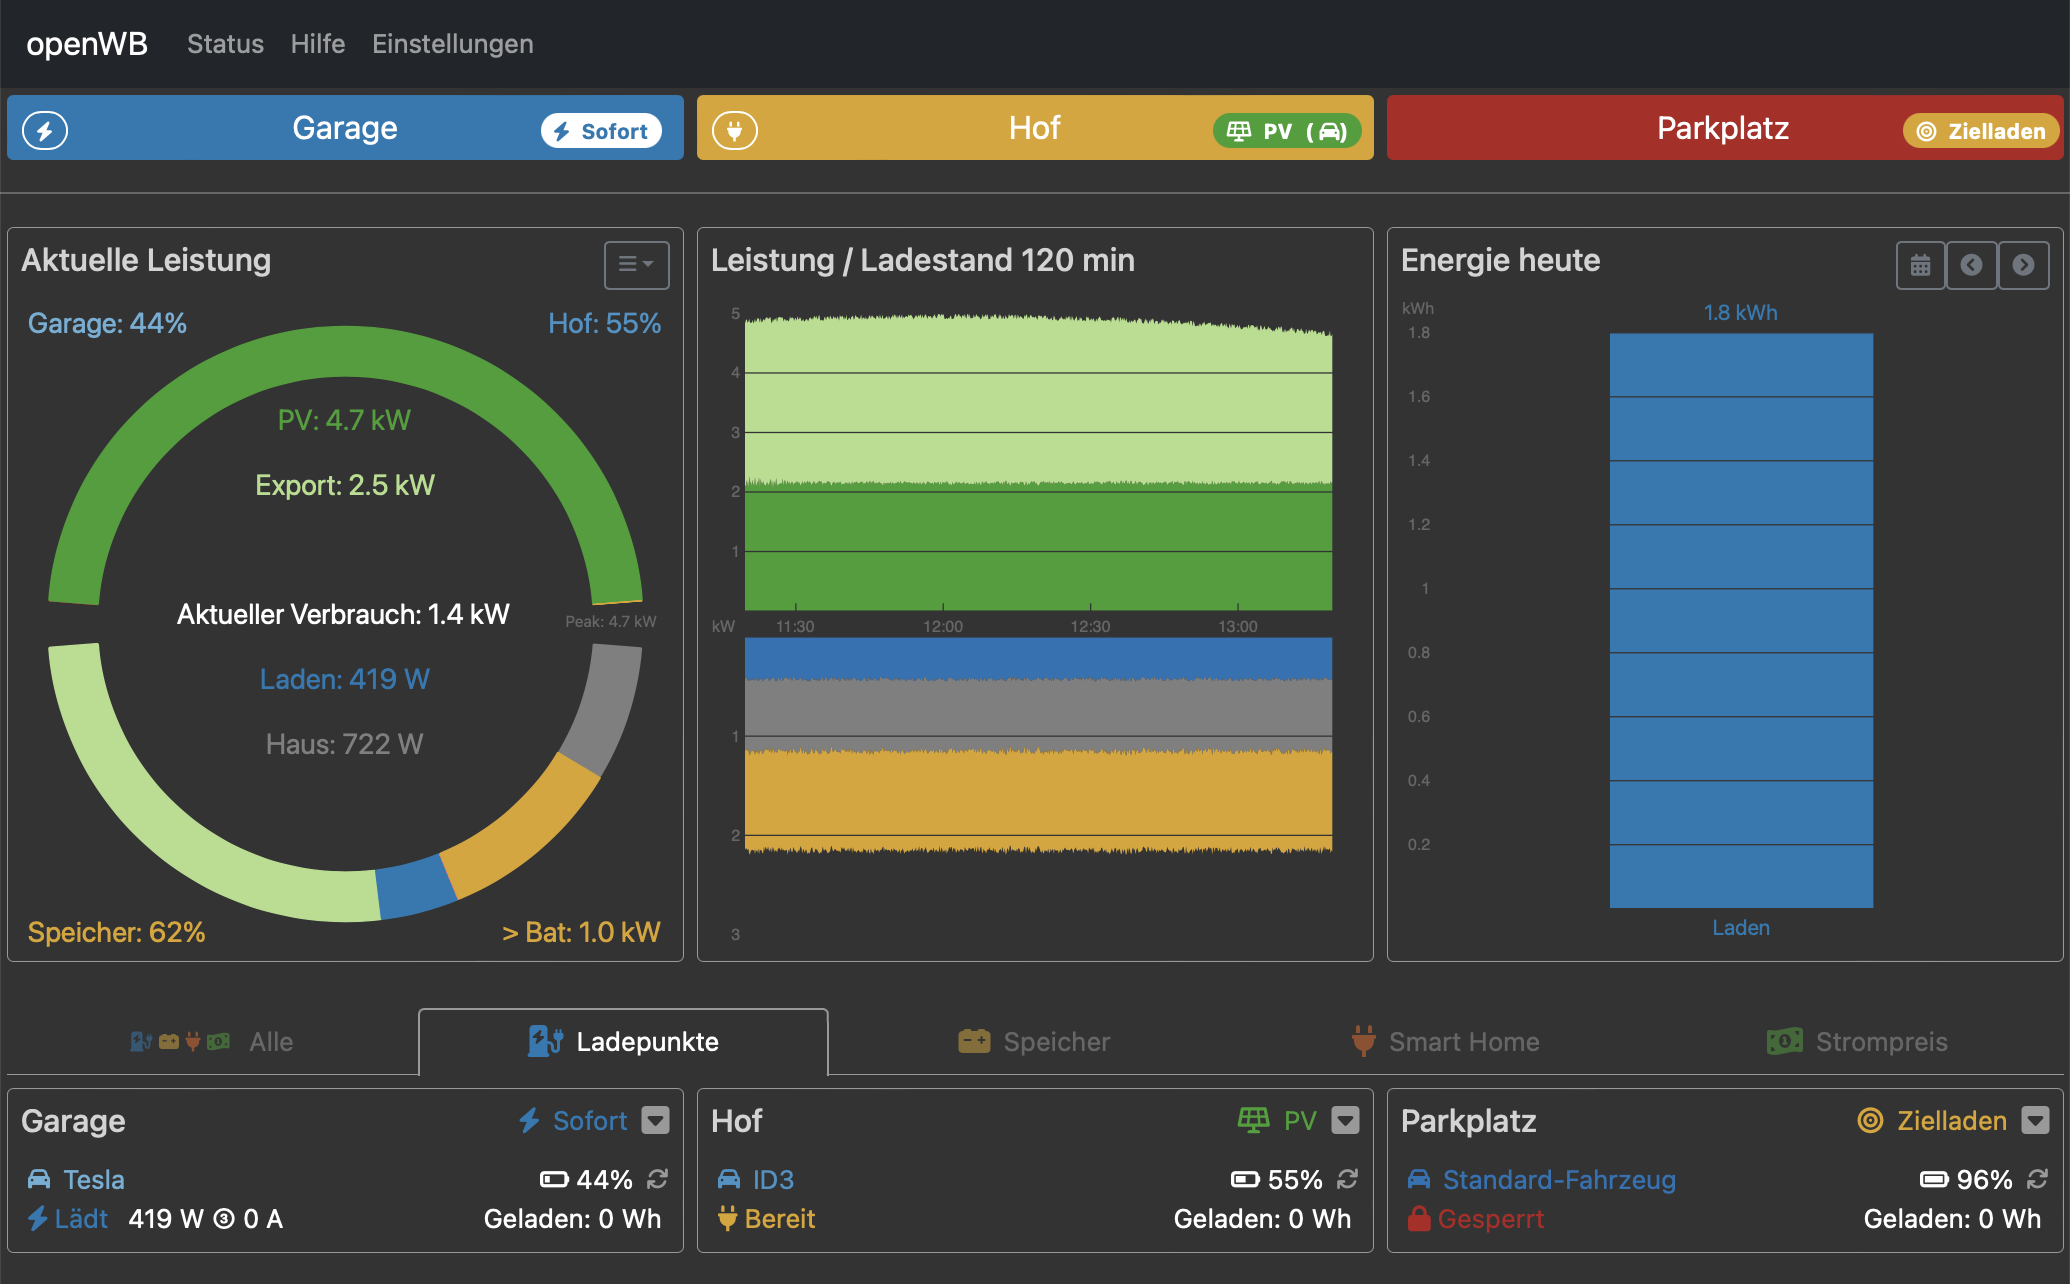 openWB Status Hilfe Einstellungen
Garage Sofort
Hof PV ( )
Parkplatz Zielladen
Aktuelle Leistung
Garage: 44% Hof: 55%
PV: 4.7 kW
Export: 2.5 kW
Aktueller Verbrauch: 1.4 kW
Peak: 4.7 kW
Laden: 419 W
Haus: 722 W
Speicher: 62% > Bat: 1.0 kW
Leistung / Ladestand 120 min
5
4
3
2
1
kW 11:30 12:00 12:30 13:00
1
2
3
Energie heute
kWh
1.8 kWh
1.8
1.6
1.4
1.2
1
0.8
0.6
0.4
0.2
Laden
Alle Ladepunkte Speicher Smart Home Strompreis
Garage Sofort
Tesla 44%
Lädt 419 W 3 0 A Geladen: 0 Wh
Hof PV
ID3 55%
Bereit Geladen: 0 Wh
Parkplatz Zielladen
Standard-Fahrzeug 96%
Gesperrt Geladen: 0 Wh